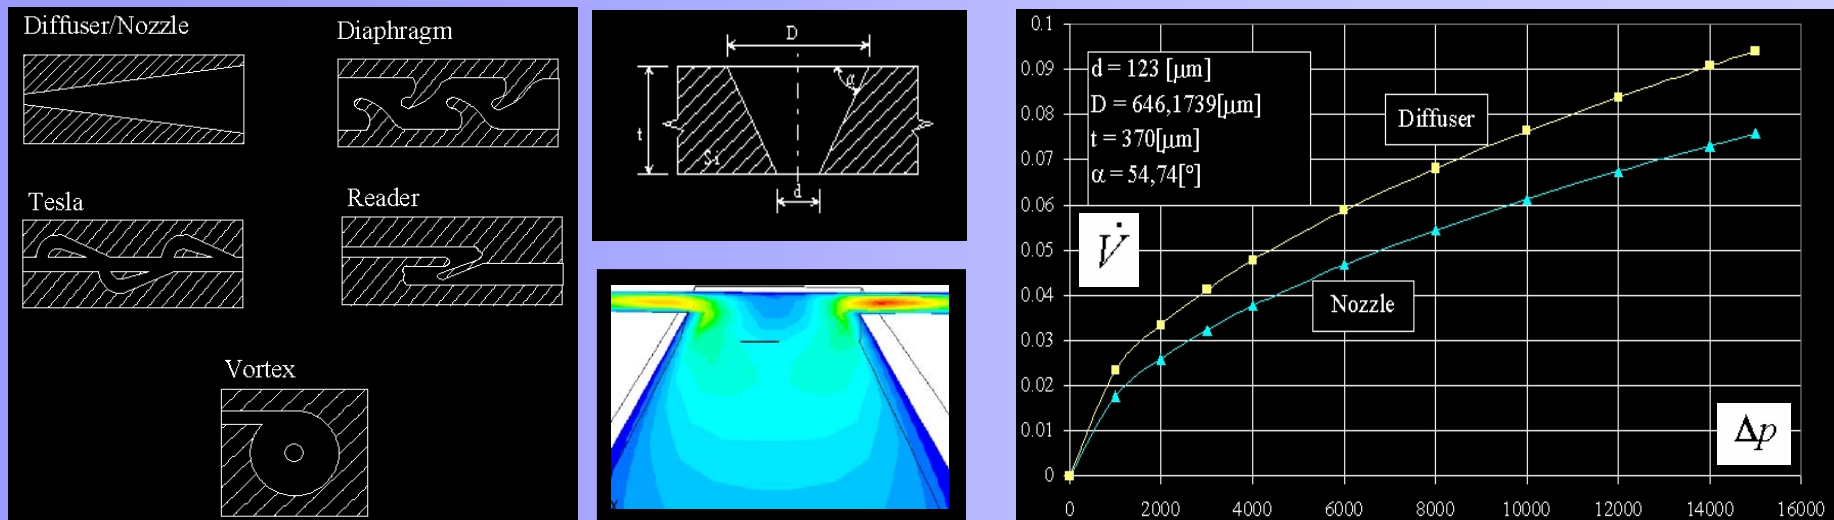 Diffuser/Nozzle
Diaphragm
Tesla
Reader
Vortex
D
α
t
Si
d
0.1
0.09
0.08
0.07
0.06
0.05
0.04
0.03
0.02
0.01
0
d = 123 [μm]
D = 646,1739[μm]
t = 370[μm]
α = 54,74[°]
Diffuser
V̇
Nozzle
Δp
0 2000 4000 6000 8000 10000 12000 14000 16000